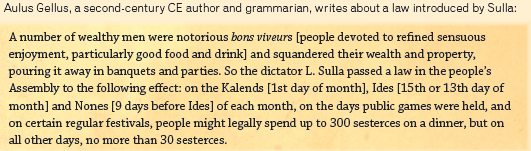 Aulus Gellus, a second-century CE author and grammarian, writes about a law introduced by Sulla:
A number of wealthy men were notorious bons viveurs [people devoted to refined sensuous
enjoyment, particularly good food and drink] and squandered their wealth and property,
pouring it away in banquets and parties. So the dictator L. Sulla passed a law in the people's
Assembly to the following effect: on the Kalends [1st day of month], Ides [15th or 13th day of
month] and Nones [9 days before Ides] of each month, on the days public games were held, and
on certain regular festivals, people might legally spend up to 300 sesterces on a dinner, but on
all other days, no more than 30 sesterces.